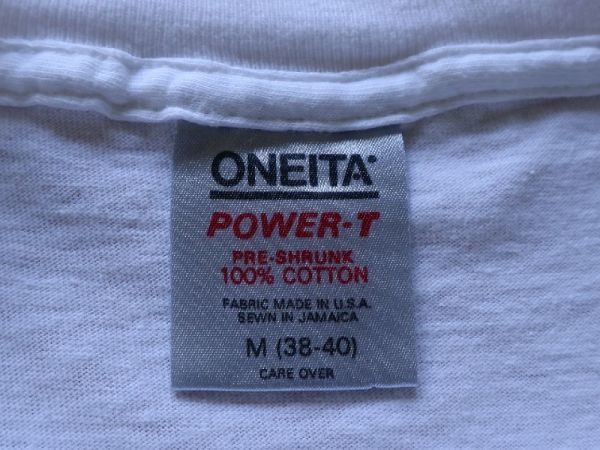 ONEITA®
POWER-T
PRE-SHRUNK
100% COTTON
FABRIC MADE IN U.S.A.
SEWN IN JAMAICA
M (38-40)
CARE OVER